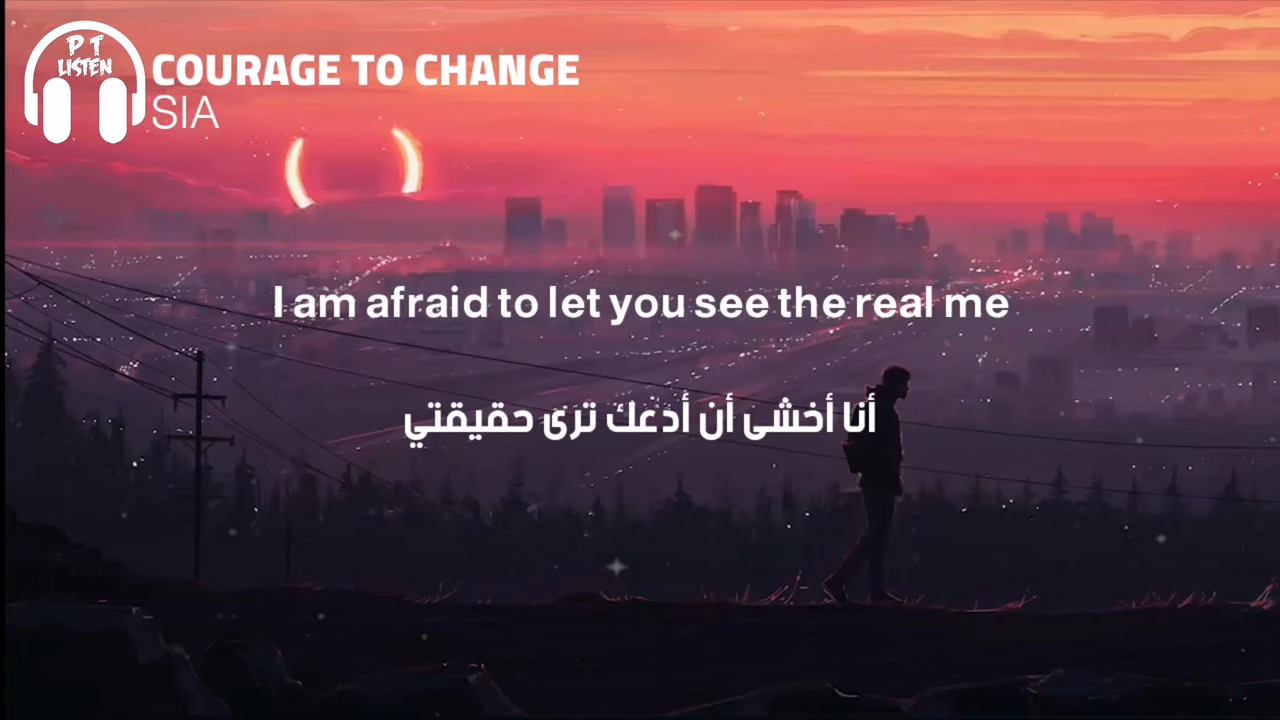 P T
LISTEN
COURAGE TO CHANGE
SIA
I am afraid to let you see the real me
أنا أخشى أن أدعك ترى حقيقتي